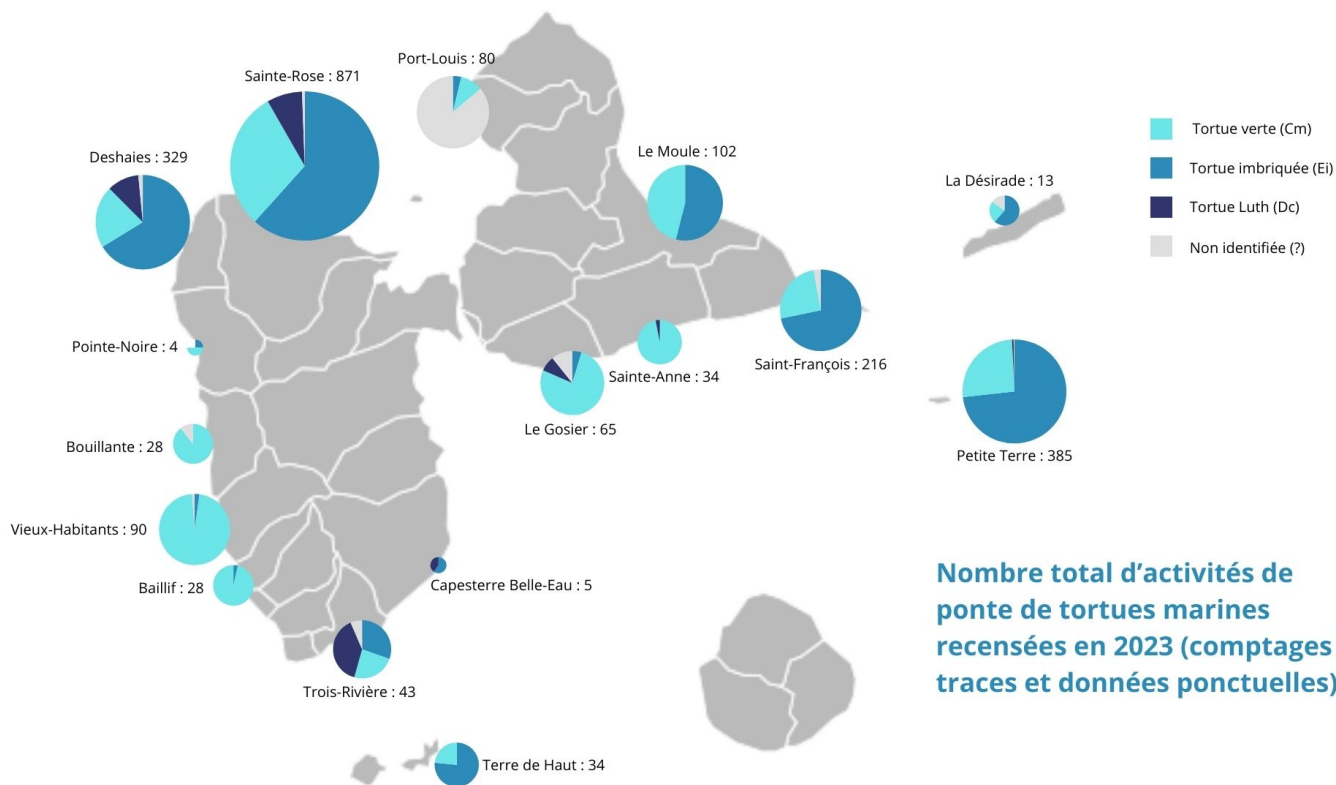 Port-Louis : 80
Sainte-Rose : 871
Deshaies : 329
Le Moule : 102
La Désirade : 13
Tortue verte (Cm)
Tortue imbriquée (Ei)
Tortue Luth (Dc)
Non identifiée (?)
Pointe-Noire : 4
Sainte-Anne : 34
Saint-François : 216
Le Gosier : 65
Bouillante : 28
Petite Terre : 385
Vieux-Habitants : 90
Baillif : 28
Capesterre Belle-Eau : 5
Trois-Rivière : 43
Terre de Haut : 34
Nombre total d’activités de
ponte de tortues marines
recensées en 2023 (comptages
traces et données ponctuelles)